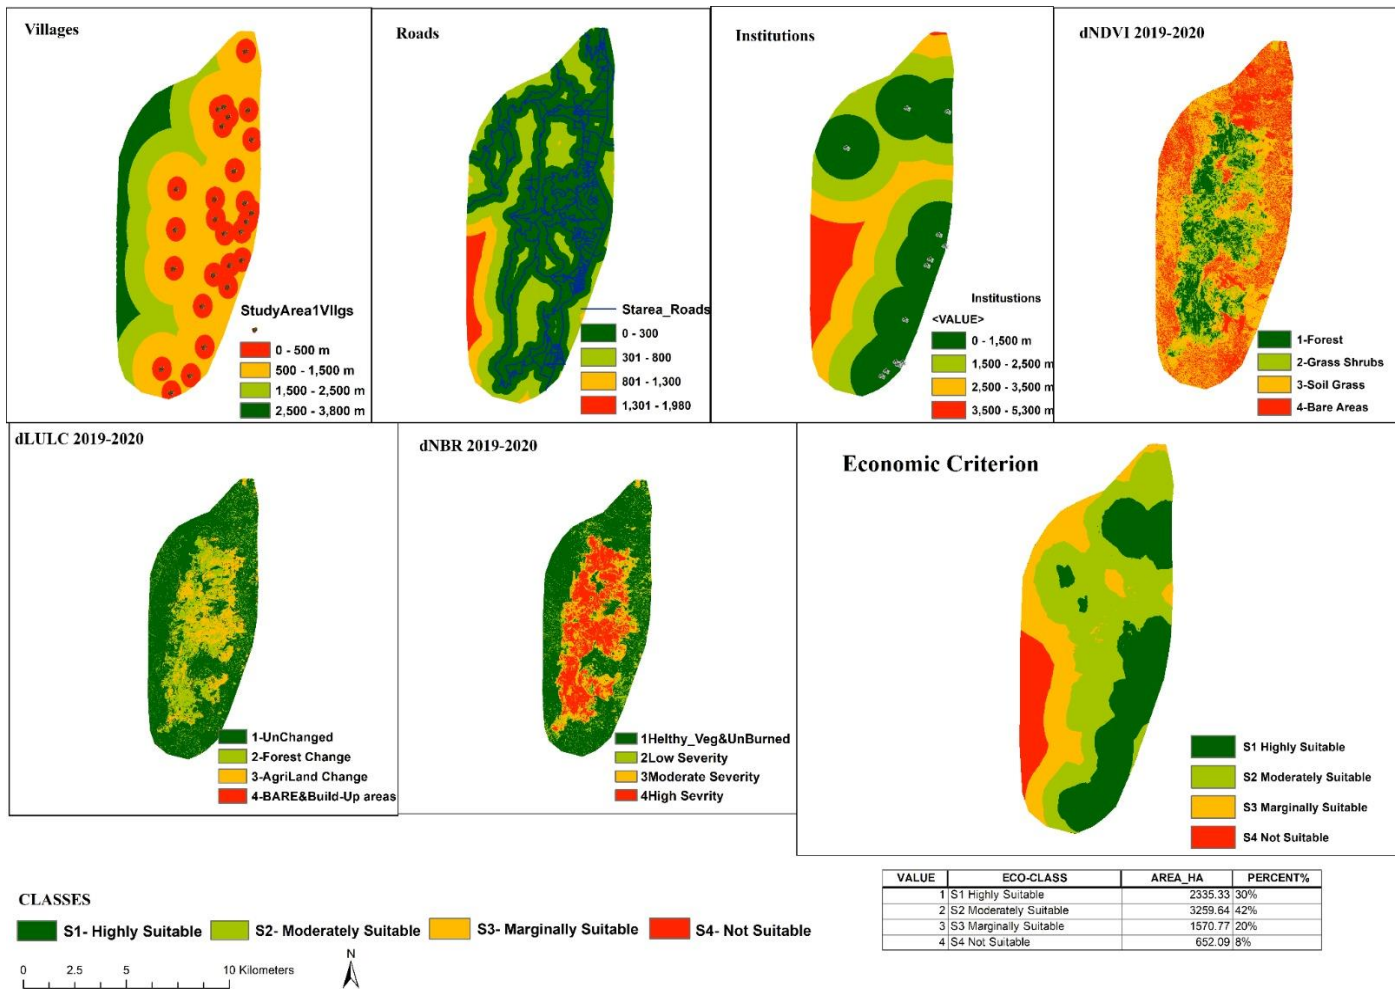 Villages
StudyArea1Vllgs
0 - 500 m
500 - 1,500 m
1,500 - 2,500 m
2,500 - 3,800 m
Roads
Starea_Roads
0 - 300
301 - 800
801 - 1,300
1,301 - 1,980
Institutions
Institustions
<VALUE>
0 - 1,500 m
1,500 - 2,500 m
2,500 - 3,500 m
3,500 - 5,300 m
dNDVI 2019-2020
1-Forest
2-Grass Shrubs
3-Soil Grass
4-Bare Areas
dLULC 2019-2020
1-UnChanged
2-Forest Change
3-AgriLand Change
4-BARE&Build-Up areas
dNBR 2019-2020
1Helthy_Veg&UnBurned
2Low Severity
3Moderate Severity
4High Sevrity
Economic Criterion
S1 Highly Suitable
S2 Moderately Suitable
S3 Marginally Suitable
S4 Not Suitable
VALUE ECO-CLASS AREA_HA PERCENT%
1 S1 Highly Suitable 2335.33 30%
2 S2 Moderately Suitable 3259.64 42%
3 S3 Marginally Suitable 1570.77 20%
4 S4 Not Suitable 652.09 8%
CLASSES
S1- Highly Suitable S2- Moderately Suitable S3- Marginally Suitable S4- Not Suitable
0 2.5 5 10 Kilometers
N